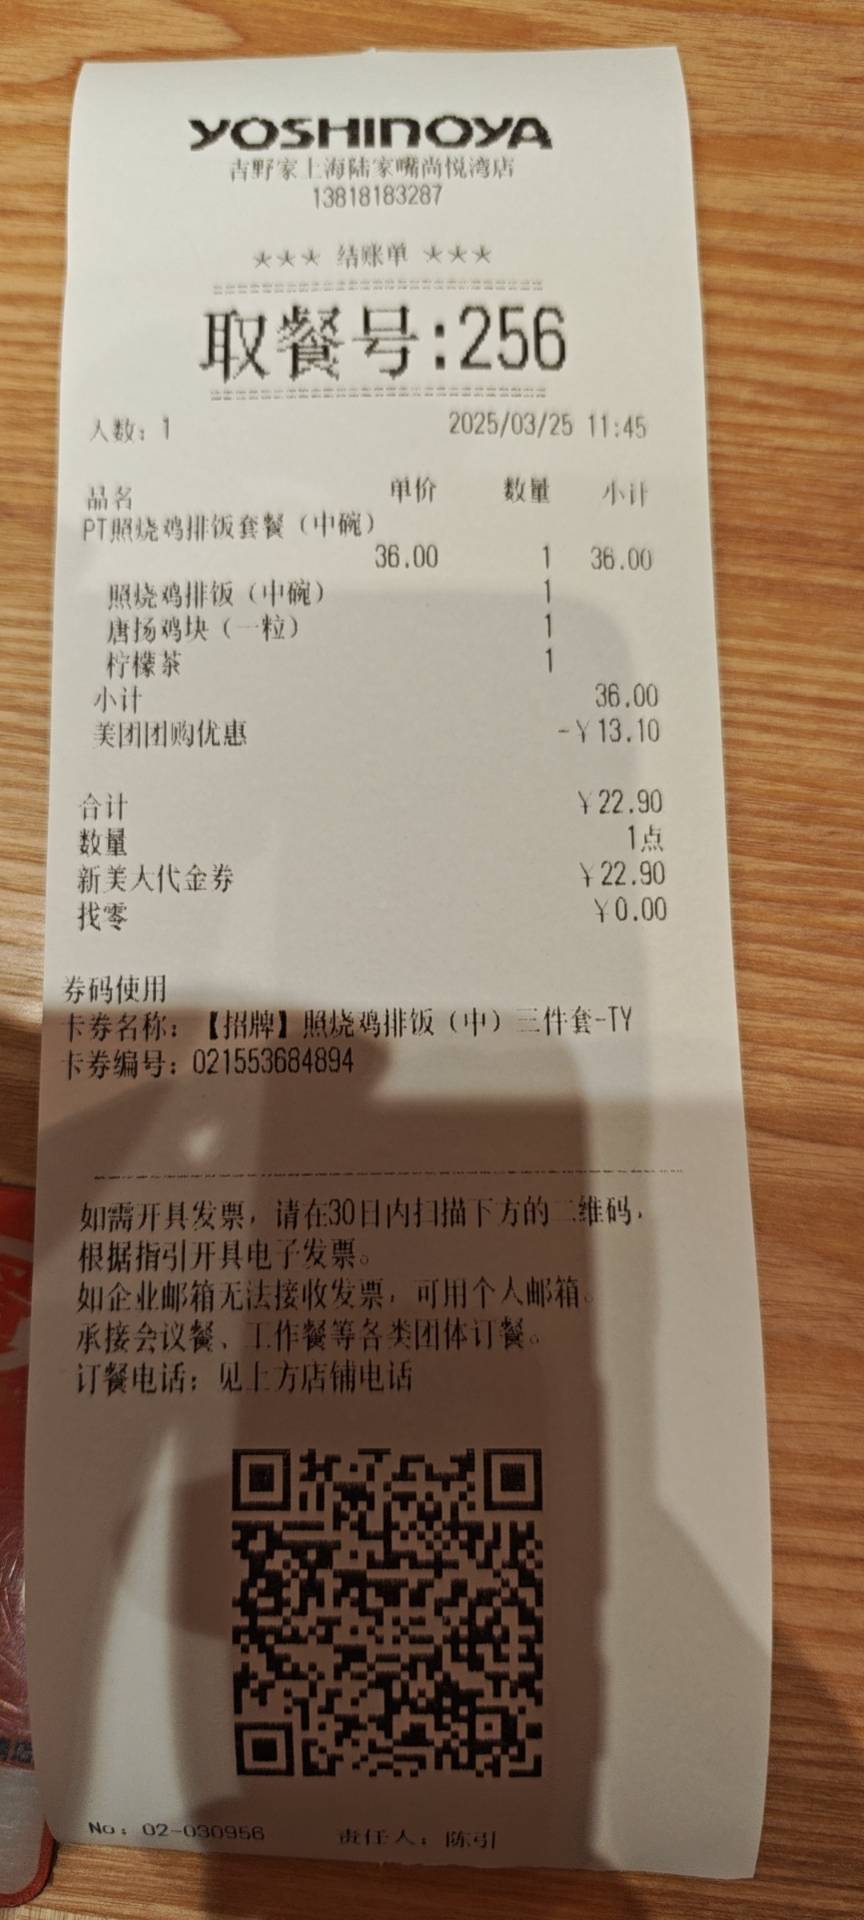 YOSHINOYA
吉野家上海陆家嘴尚悦湾店
13818183287
★★★ 结账单 ★★★
取餐号:256
人数：1 2025/03/25 11:45
品名 单价 数量 小计
PT照烧鸡排饭套餐（中碗）
36.00 1 36.00
照烧鸡排饭（中碗） 1
唐扬鸡块（一粒） 1
柠檬茶 1
小计 36.00
美团团购优惠 -￥13.10
合计 ￥22.90
数量 1点
新美大代金券 ￥22.90
找零 ￥0.00
券码使用
卡券名称：【招牌】照烧鸡排饭（中）三件套-TY
卡券编号：021553684894
如需开具发票，请在30日内扫描下方的二维码，
根据指引开具电子发票。
如企业邮箱无法接收发票，可用个人邮箱。
承接会议餐、工作餐等各类团体订餐。
订餐电话：见上方店铺电话
No：02-030956 责任人：陈引